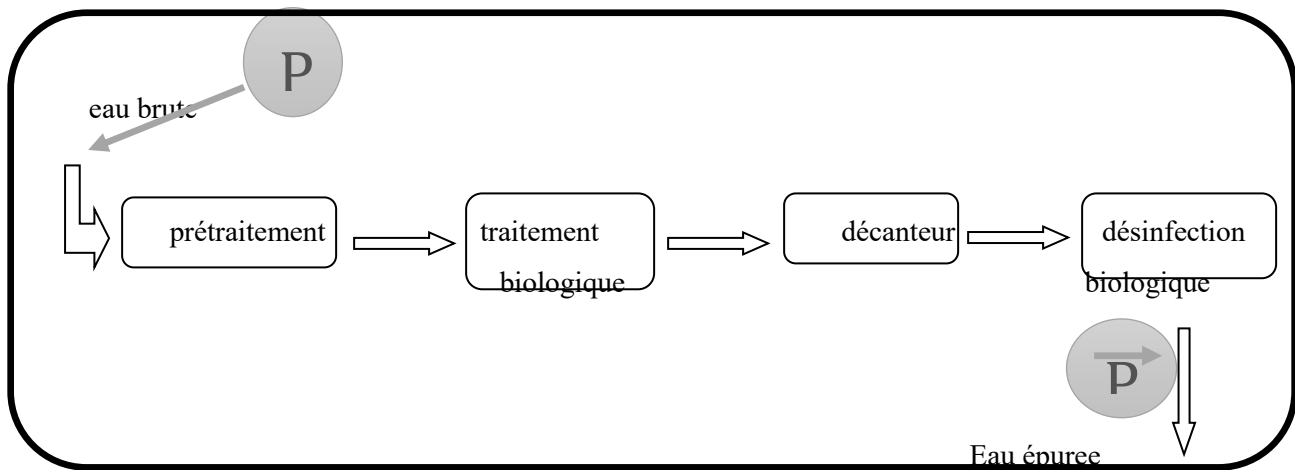 P
eau brute
prétraitement
traitement
biologique
décanteur
désinfection
biologique
P
Eau épuree